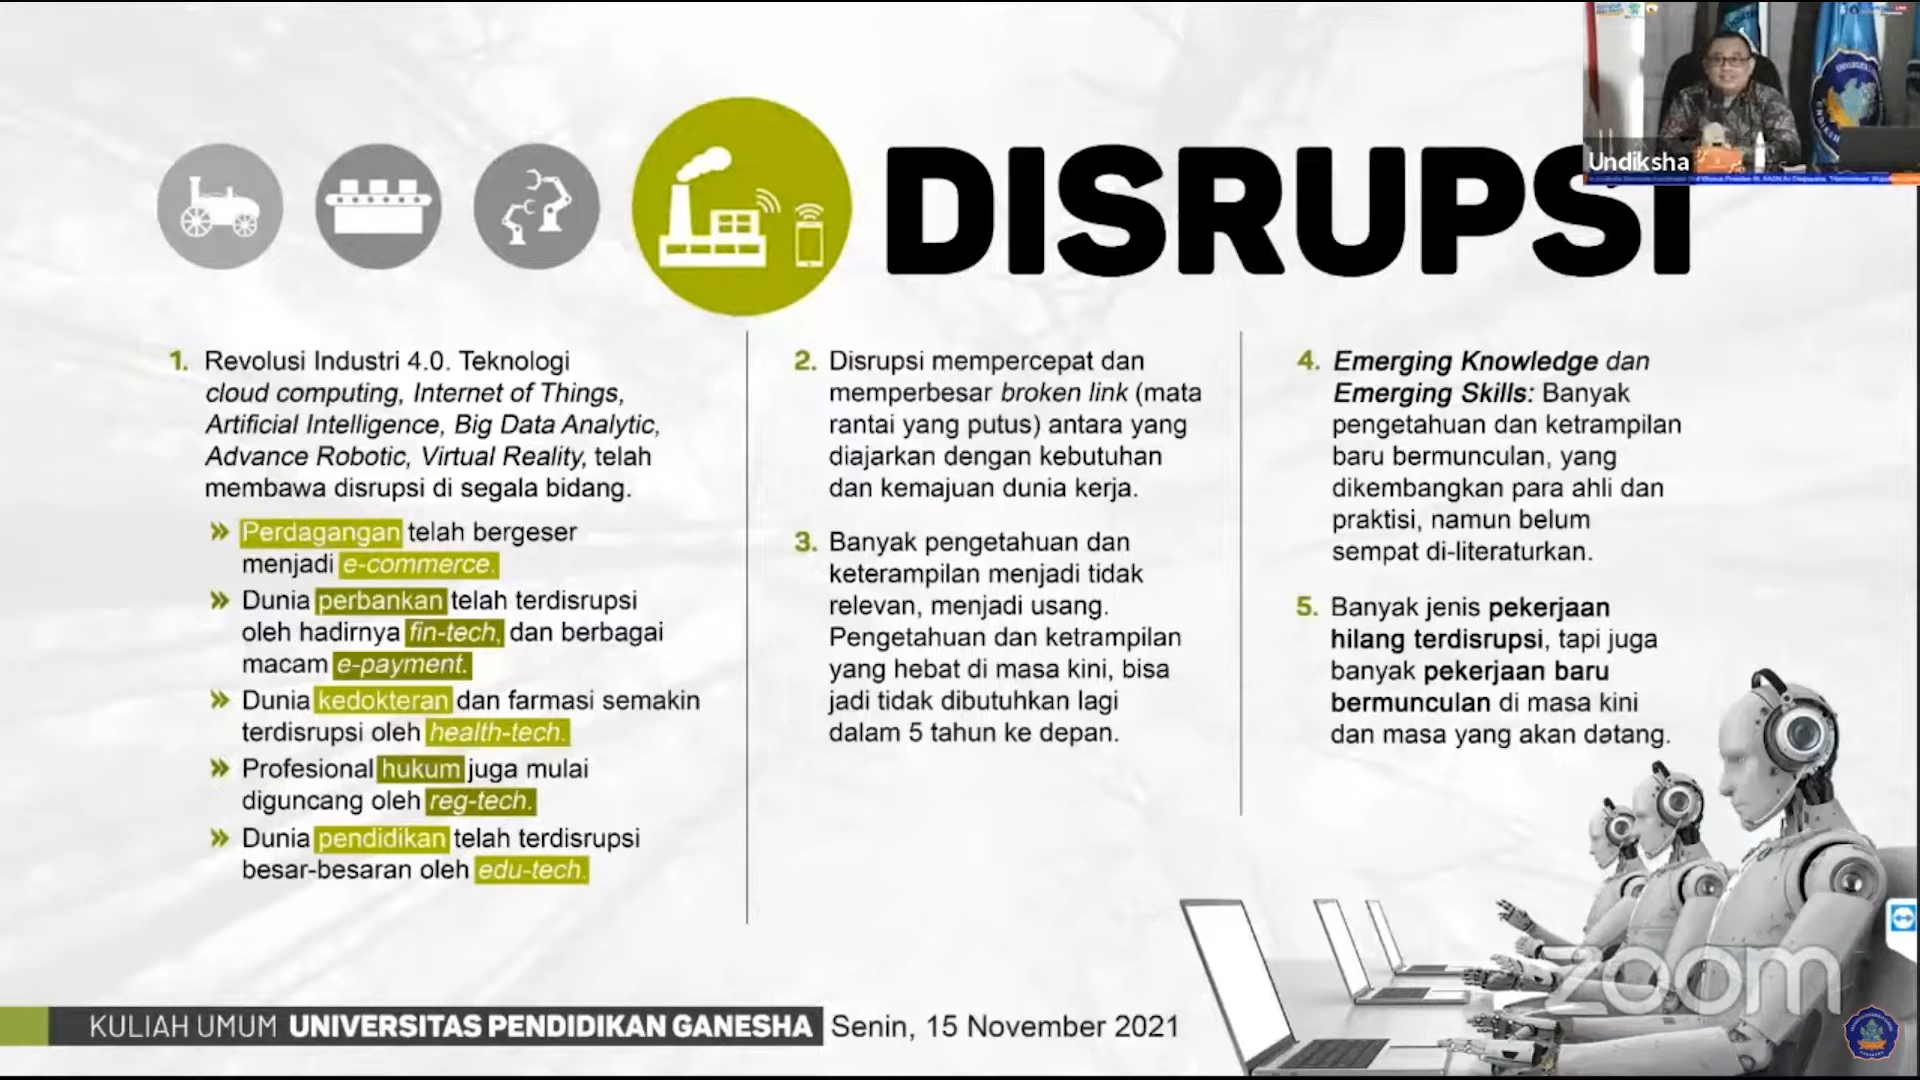 Undiksha
DISRUPSI
1. Revolusi Industri 4.0. Teknologi
cloud computing, Internet of Things,
Artificial Intelligence, Big Data Analytic,
Advance Robotic, Virtual Reality, telah
membawa disrupsi di segala bidang.
» Perdagangan telah bergeser
menjadi e-commerce.
» Dunia perbankan telah terdisrupsi
oleh hadirnya fin-tech, dan berbagai
macam e-payment.
» Dunia kedokteran dan farmasi semakin
terdisrupsi oleh health-tech.
» Profesional hukum juga mulai
diguncang oleh reg-tech.
» Dunia pendidikan telah terdisrupsi
besar-besaran oleh edu-tech.
2. Disrupsi mempercepat dan
memperbesar broken link (mata
rantai yang putus) antara yang
diajarkan dengan kebutuhan
dan kemajuan dunia kerja.
3. Banyak pengetahuan dan
keterampilan menjadi tidak
relevan, menjadi usang.
Pengetahuan dan ketrampilan
yang hebat di masa kini, bisa
jadi tidak dibutuhkan lagi
dalam 5 tahun ke depan.
4. Emerging Knowledge dan
Emerging Skills: Banyak
pengetahuan dan ketrampilan
baru bermunculan, yang
dikembangkan para ahli dan
praktisi, namun belum
sempat di-literaturkan.
5. Banyak jenis pekerjaan
hilang terdisrupsi, tapi juga
banyak pekerjaan baru
bermunculan di masa kini
dan masa yang akan datang.
zoom
KULIAH UMUM UNIVERSITAS PENDIDIKAN GANESHA Senin, 15 November 2021